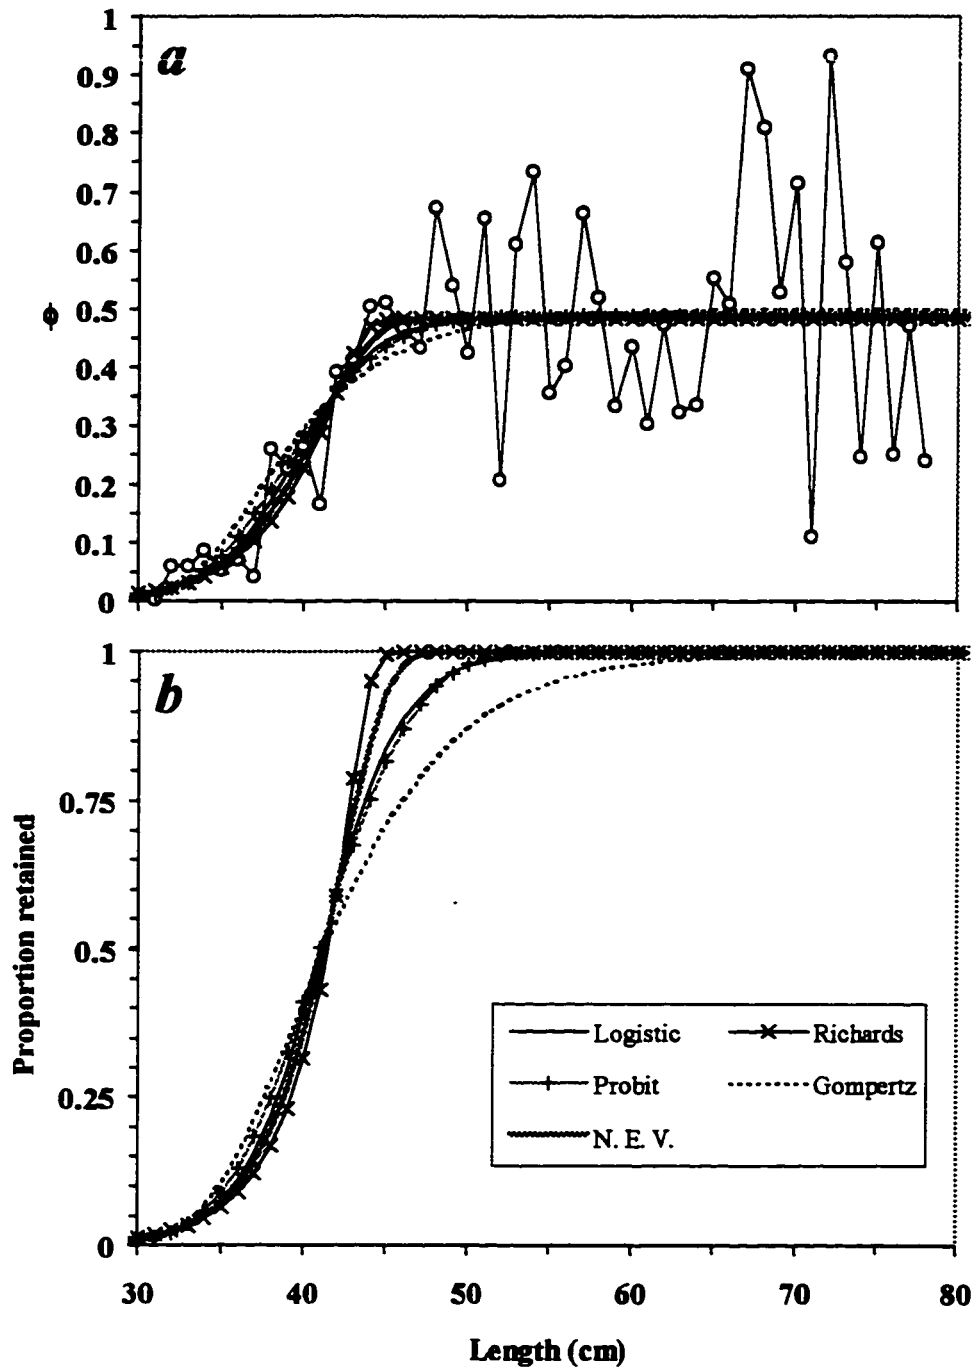 a
1
0.9
0.8
0.7
0.6
0.5
0.4
0.3
0.2
0.1
0
ϕ
b
1
0.75
0.5
0.25
0
Proportion retained
Logistic
Richards
Probit
Gompertz
N. E. V.
30 40 50 60 70 80
Length (cm)